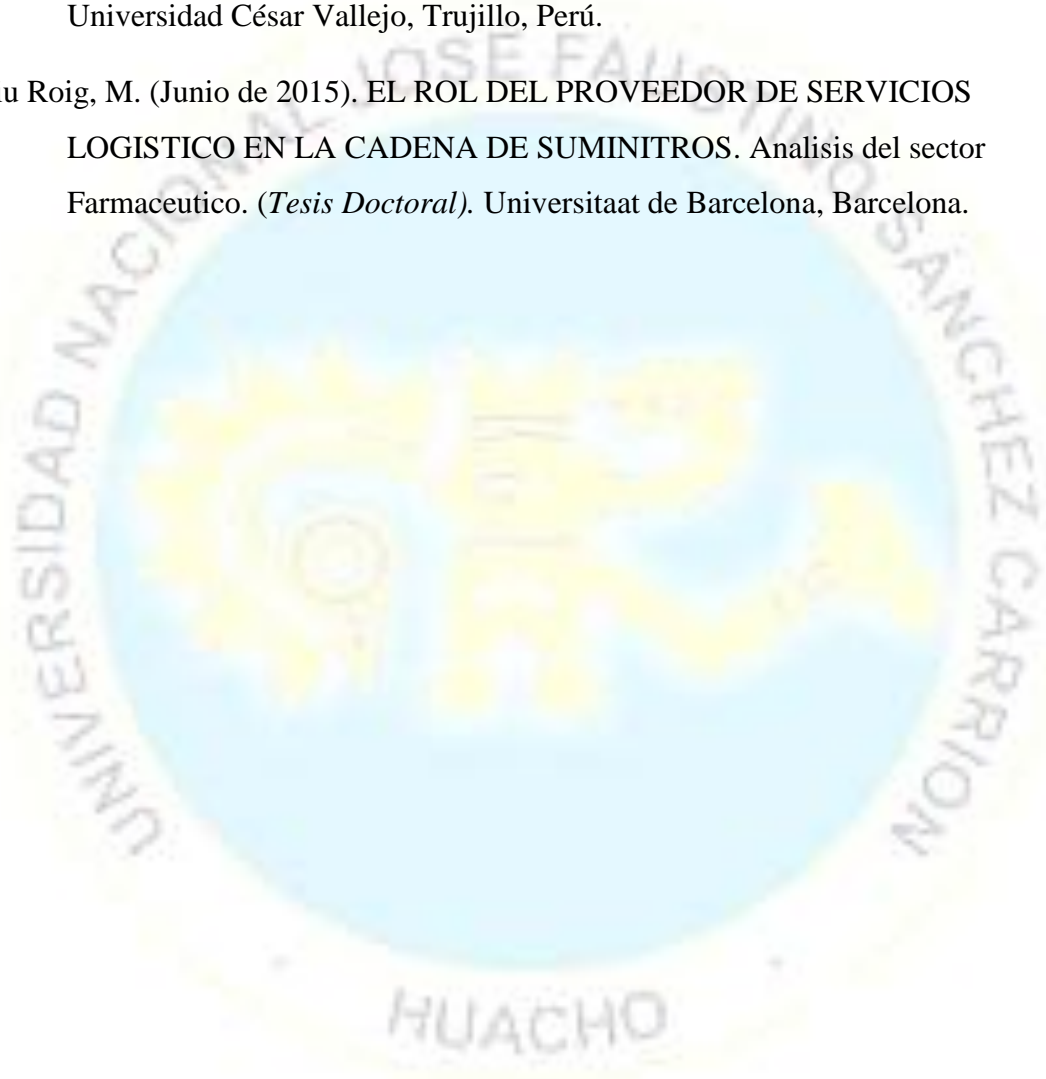 Universidad César Vallejo, Trujillo, Perú.
u Roig, M. (Junio de 2015). EL ROL DEL PROVEEDOR DE SERVICIOS
LOGISTICO EN LA CADENA DE SUMINITROS. Analisis del sector
Farmaceutico. (Tesis Doctoral). Universitaat de Barcelona, Barcelona.
UNIVERSIDAD NACIONAL JOSE FAUSTINO SÁNCHEZ CARRION
HUACHO